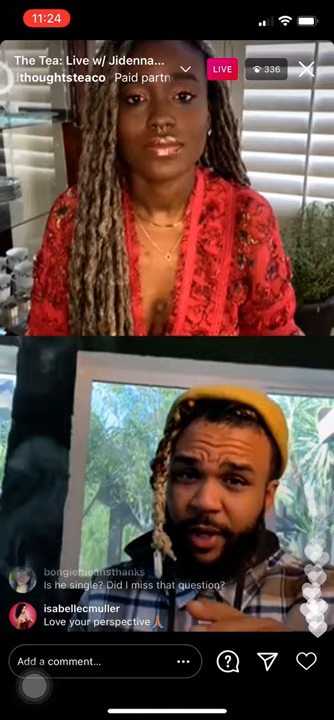 11:24
The Tea: Live w/ Jidenna...
thoughtsteaco Paid partn
LIVE
336
bongiemeansthanks
Is he single? Did I miss that question?
isabellecmuller
Love your perspective🙏🏽
Add a comment...